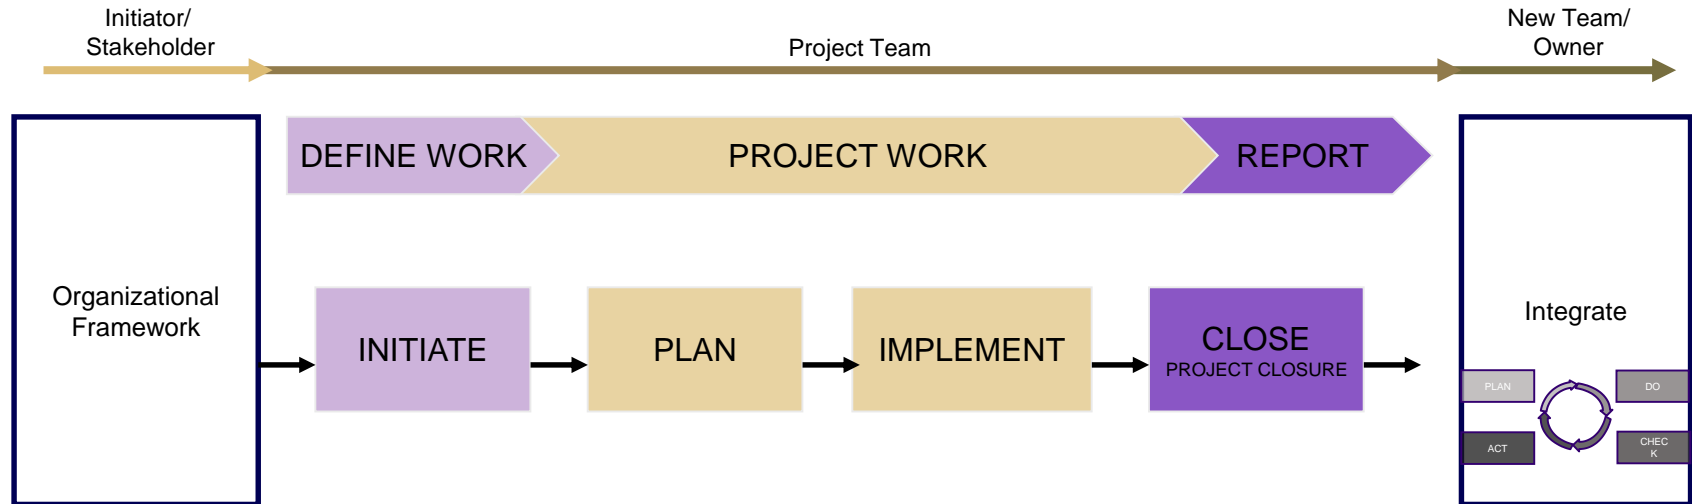 Initiator/
Stakeholder
Project Team
New Team/
Owner
DEFINE WORK
PROJECT WORK
REPORT
Organizational
Framework
INITIATE
PLAN
IMPLEMENT
CLOSE
PROJECT CLOSURE
Integrate
PLAN
DO
ACT
CHEC
K